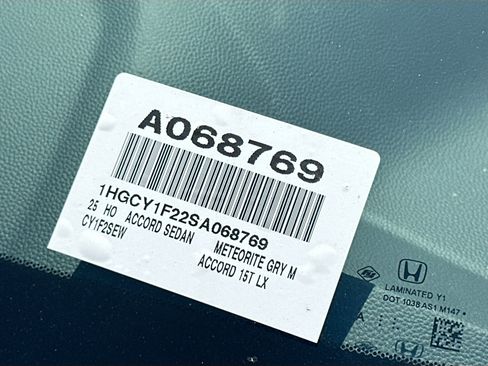 A068769
1HGCY1F22SA068769
25 HO ACCORD SEDAN METEORITE GRY M
CY1F2SEW ACCORD 15T LX
LAMINATED Y1
DOT 1038 AS1 M147